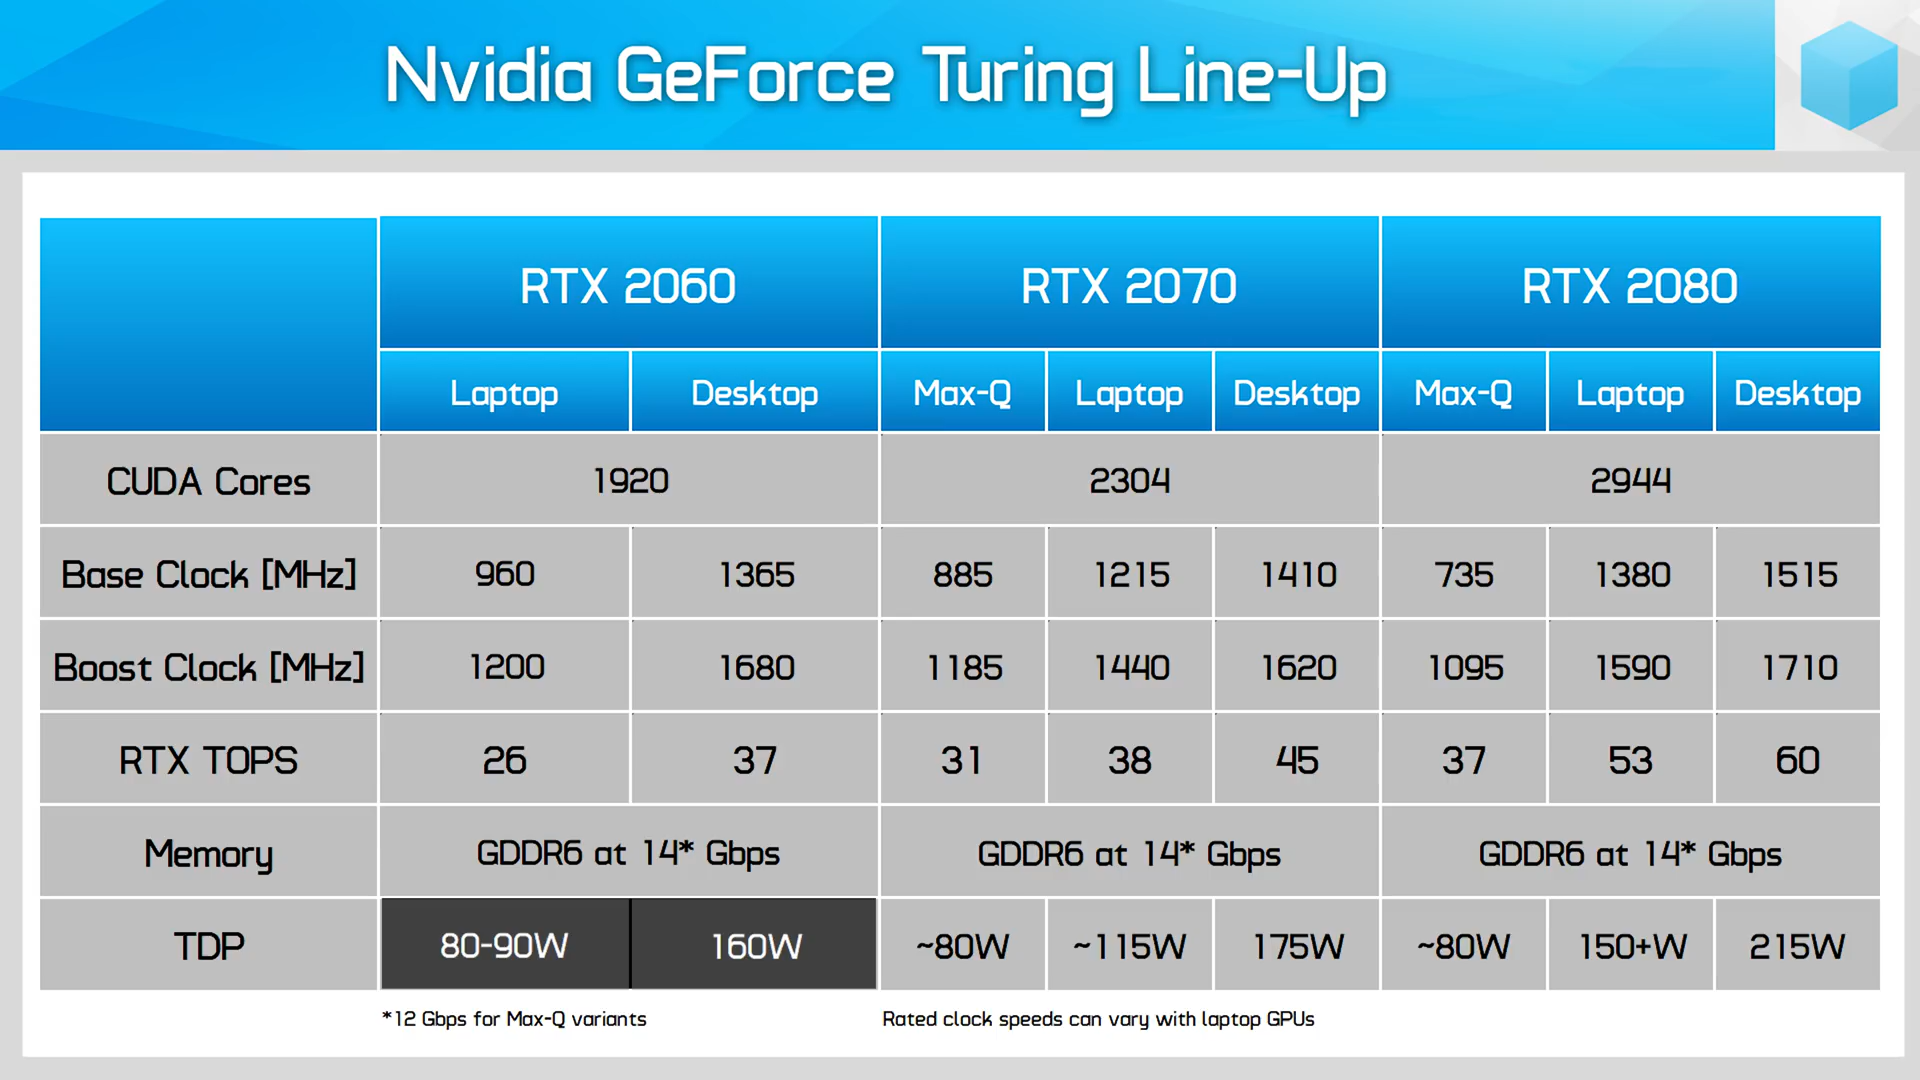 Nvidia GeForce Turing Line-Up
RTX 2060 RTX 2070 RTX 2080
Laptop Desktop Max-Q Laptop Desktop Max-Q Laptop Desktop
CUDA Cores 1920 2304 2944
Base Clock [MHz] 960 1365 885 1215 1410 735 1380 1515
Boost Clock [MHz] 1200 1680 1185 1440 1620 1095 1590 1710
RTX TOPS 26 37 31 38 45 37 53 60
Memory GDDR6 at 14* Gbps GDDR6 at 14* Gbps GDDR6 at 14* Gbps
TDP 80-90W 160W ~80W ~115W 175W ~80W 150+W 215W
*12 Gbps for Max-Q variants Rated clock speeds can vary with laptop GPUs